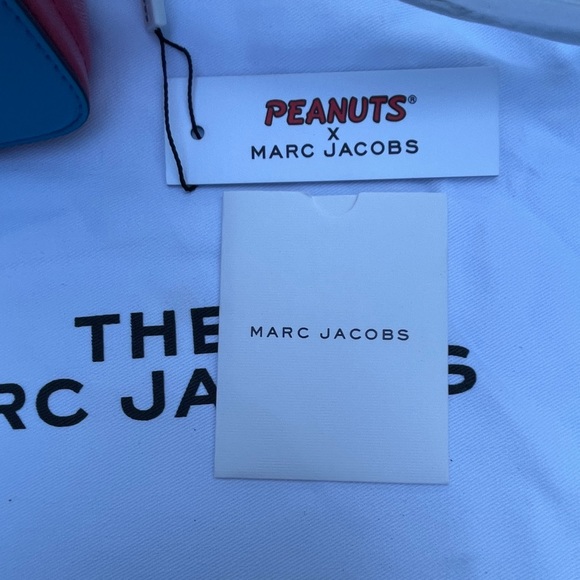 PEANUTS®
X
MARC JACOBS
MARC JACOBS
THE
RC JA
S